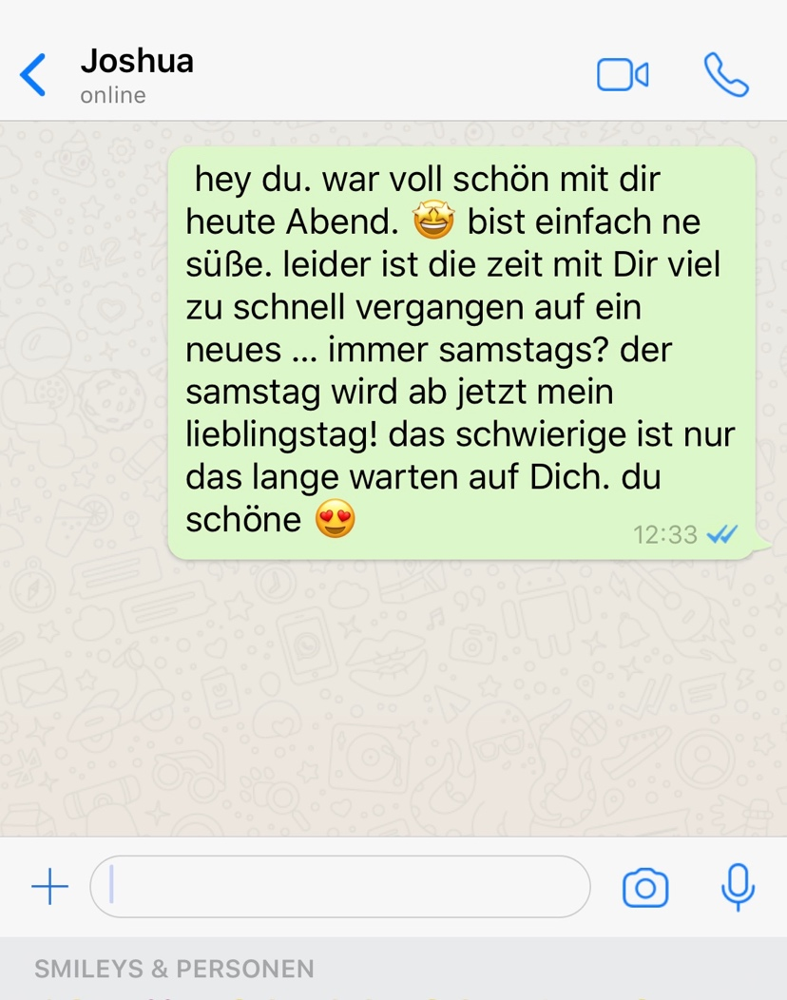 Joshua
online
hey du. war voll schön mit dir
heute Abend. 🤩 bist einfach ne
süße. leider ist die zeit mit Dir viel
zu schnell vergangen auf ein
neues ... immer samstags? der
samstag wird ab jetzt mein
lieblingstag! das schwierige ist nur
das lange warten auf Dich. du
schöne 😍
12:33
SMILEYS & PERSONEN